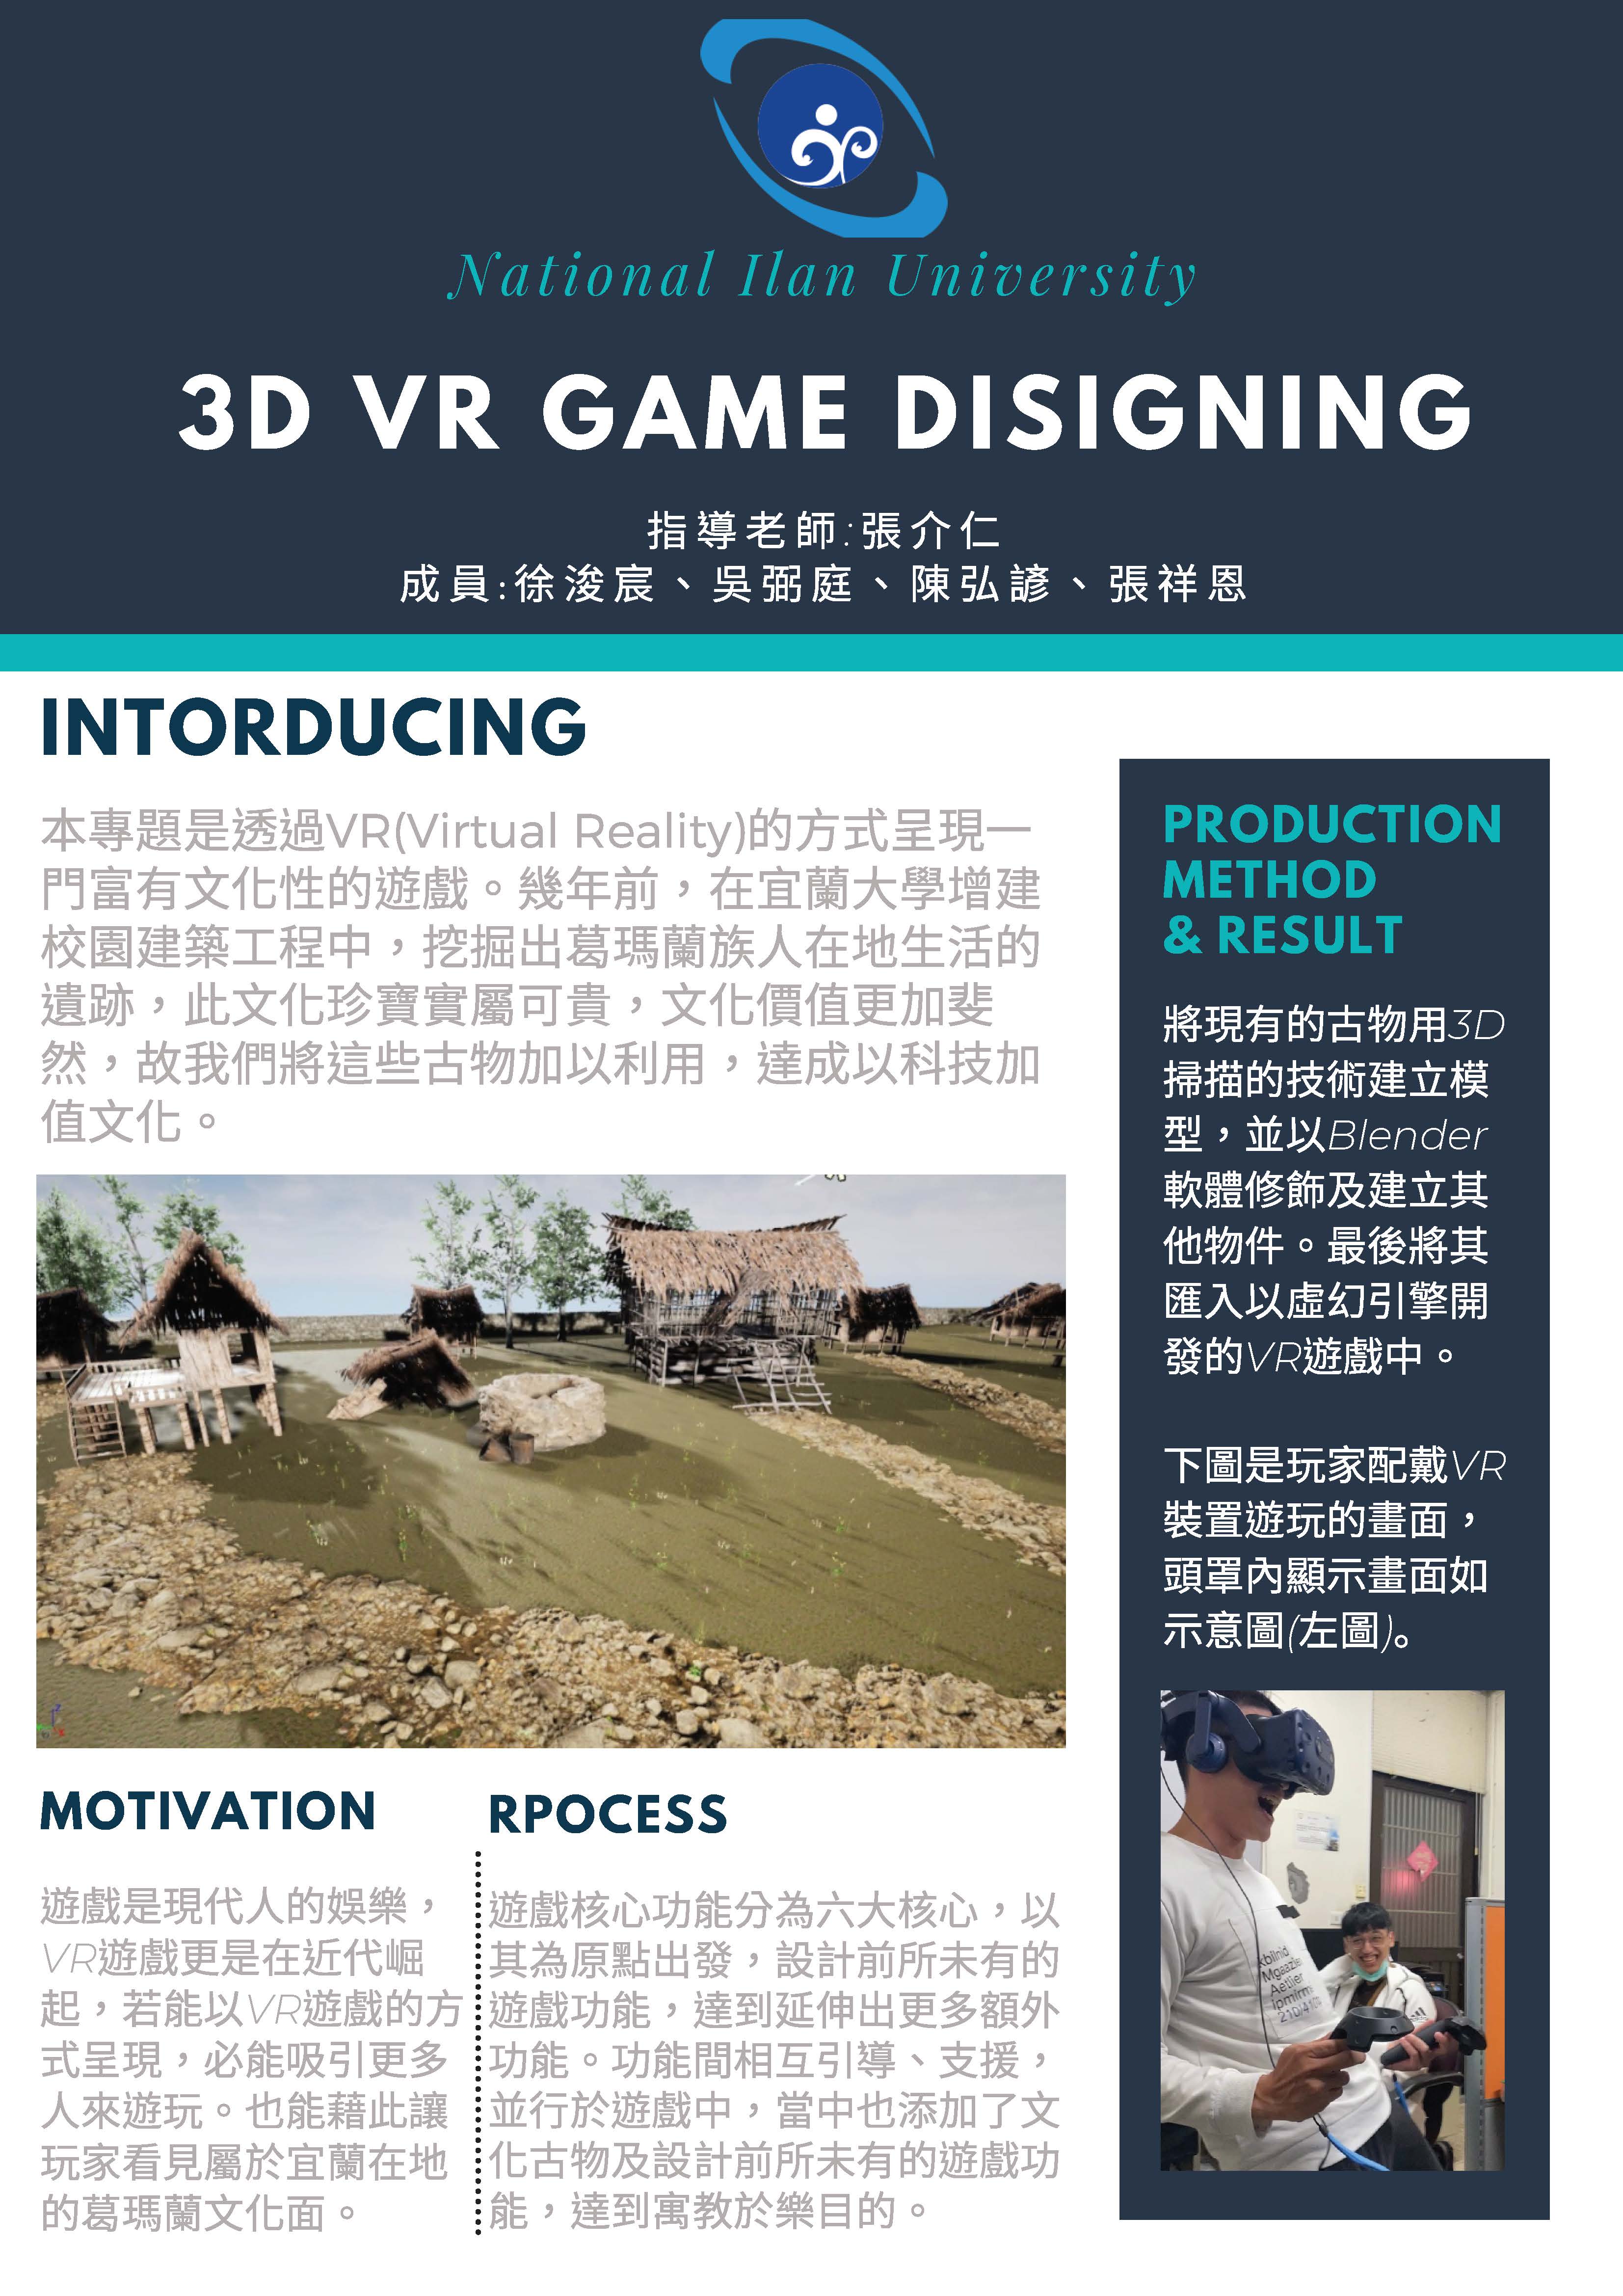 National Ilan University
3D VR GAME DISIGNING
指導老師:張介仁
成員:徐浚宸、吳弼庭、陳弘諺、張祥恩
INTORDUCING
本專題是透過VR(Virtual Reality)的方式呈現一
門富有文化性的遊戲。幾年前，在宜蘭大學增建
校園建築工程中，挖掘出葛瑪蘭族人在地生活的
遺跡，此文化珍寶實屬可貴，文化價值更加斐
然，故我們將這些古物加以利用，達成以科技加
值文化。
MOTIVATION
遊戲是現代人的娛樂，
VR遊戲更是在近代崛
起，若能以VR遊戲的方
式呈現，必能吸引更多
人來遊玩。也能藉此讓
玩家看見屬於宜蘭在地
的葛瑪蘭文化面。
RPOCESS
遊戲核心功能分為六大核心，以
其為原點出發，設計前所未有的
遊戲功能，達到延伸出更多額外
功能。功能間相互引導、支援，
並行於遊戲中，當中也添加了文
化古物及設計前所未有的遊戲功
能，達到寓教於樂目的。
PRODUCTION
METHOD
& RESULT
將現有的古物用3D
掃描的技術建立模
型，並以Blender
軟體修飾及建立其
他物件。最後將其
匯入以虛幻引擎開
發的VR遊戲中。
下圖是玩家配戴VR
裝置遊玩的畫面，
頭罩內顯示畫面如
示意圖(左圖)。